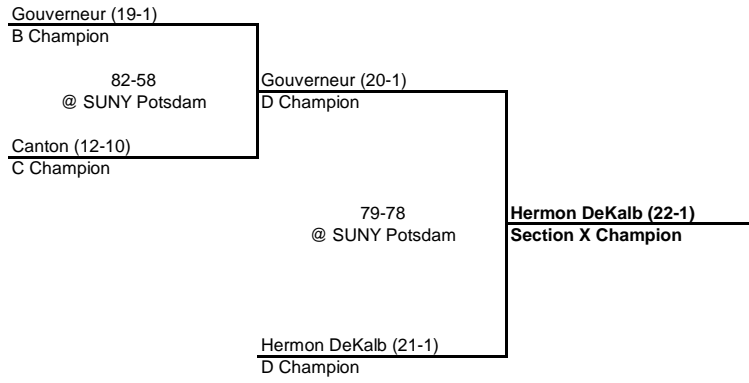 Gouverneur (19-1)
B Champion
82-58
@ SUNY Potsdam
Gouverneur (20-1)
D Champion
Canton (12-10)
C Champion
79-78
@ SUNY Potsdam
Hermon DeKalb (22-1)
Section X Champion
Hermon DeKalb (21-1)
D Champion